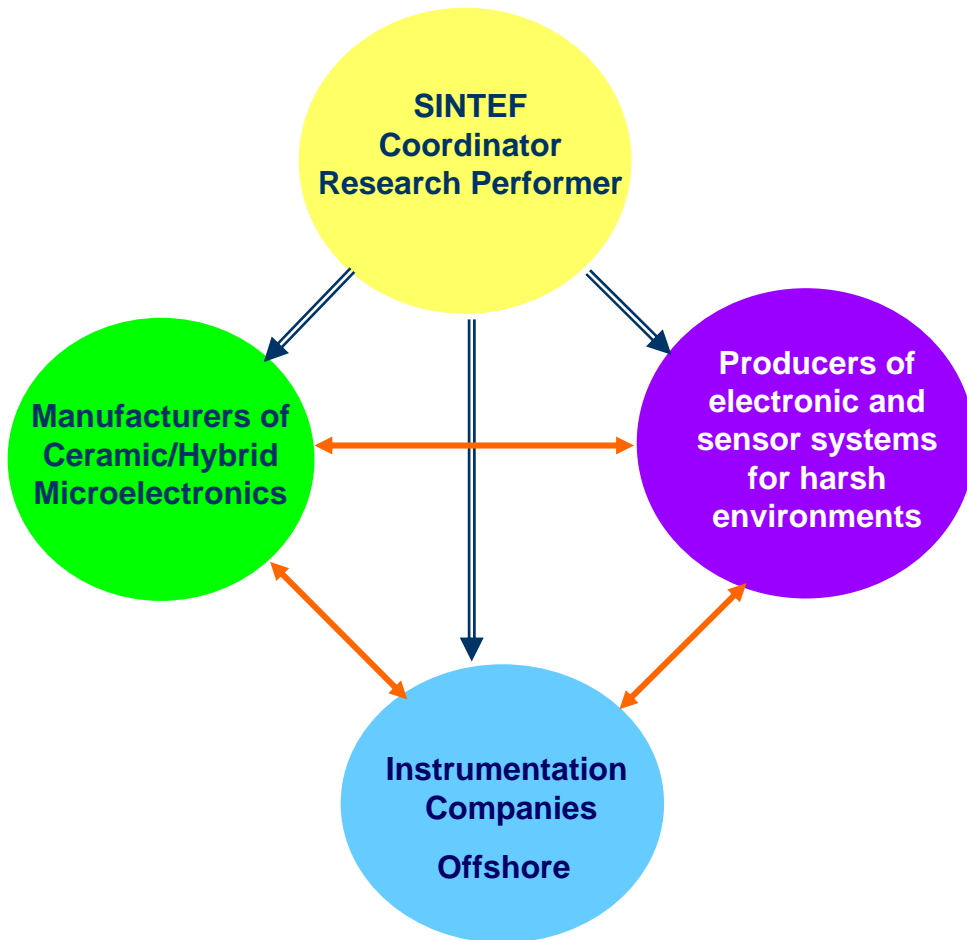 SINTEF
Coordinator
Research Performer
Manufacturers of
Ceramic/Hybrid
Microelectronics
Producers of
electronic and
sensor systems
for harsh
environments
Instrumentation
Companies
Offshore